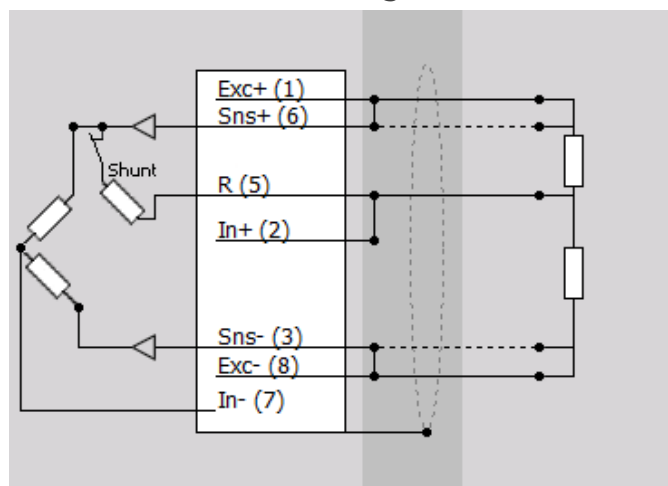 Exc+ (1)
Sns+ (6)
Shunt
R (5)
In+ (2)
Sns- (3)
Exc- (8)
In- (7)